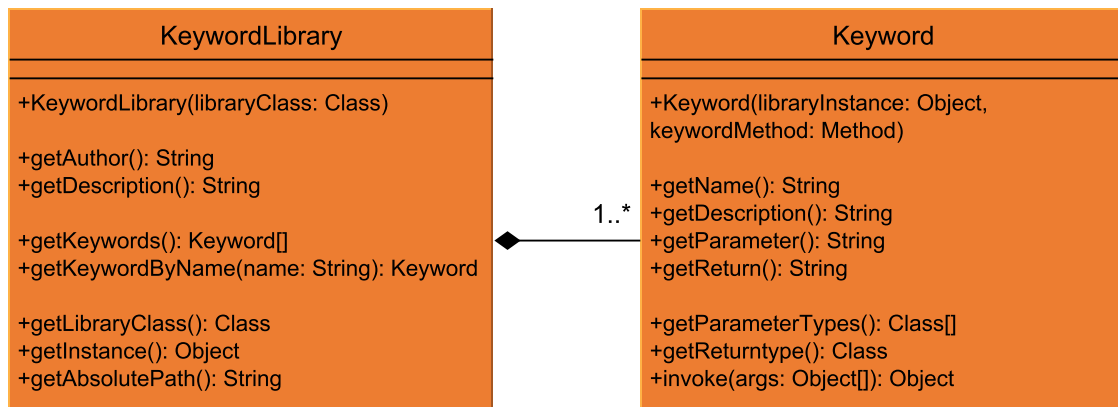 KeywordLibrary
+KeywordLibrary(libraryClass: Class)
+getAuthor(): String
+getDescription(): String
+getKeywords(): Keyword[]
+getKeywordByName(name: String): Keyword
+getLibraryClass(): Class
+getInstance(): Object
+getAbsolutePath(): String
1..*
Keyword
+Keyword(libraryInstance: Object,
keywordMethod: Method)
+getName(): String
+getDescription(): String
+getParameter(): String
+getReturn(): String
+getParameterTypes(): Class[]
+getReturntype(): Class
+invoke(args: Object[]): Object